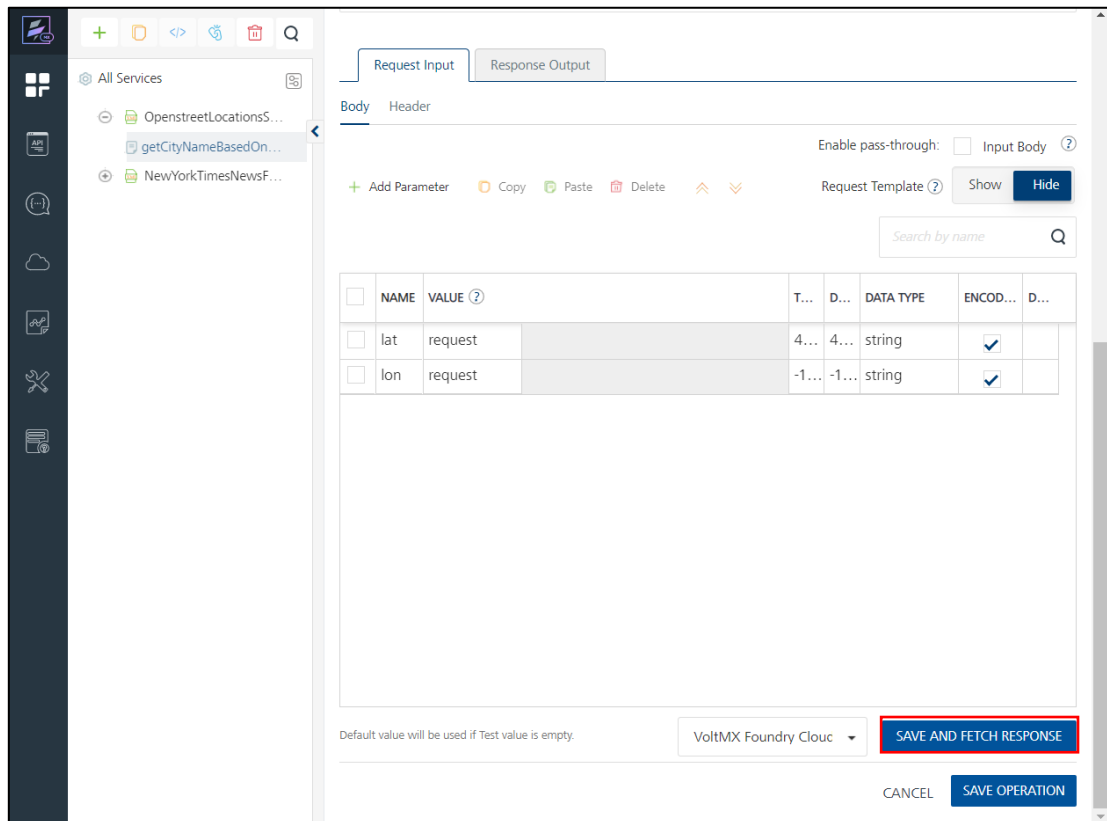 All Services
OpenstreetLocationsS...
getCityNameBasedOn...
NewYorkTimesNewsF...
API
Request Input
Response Output
Body
Header
Enable pass-through:
Input Body ?
+ Add Parameter
Copy
Paste
Delete
Request Template ?
Show
Hide
Search by name
NAME VALUE ? T... D... DATA TYPE ENCOD... D...
lat request 4... 4... string
lon request -1... -1... string
Default value will be used if Test value is empty.
VoltMX Foundry Clouc
SAVE AND FETCH RESPONSE
CANCEL
SAVE OPERATION